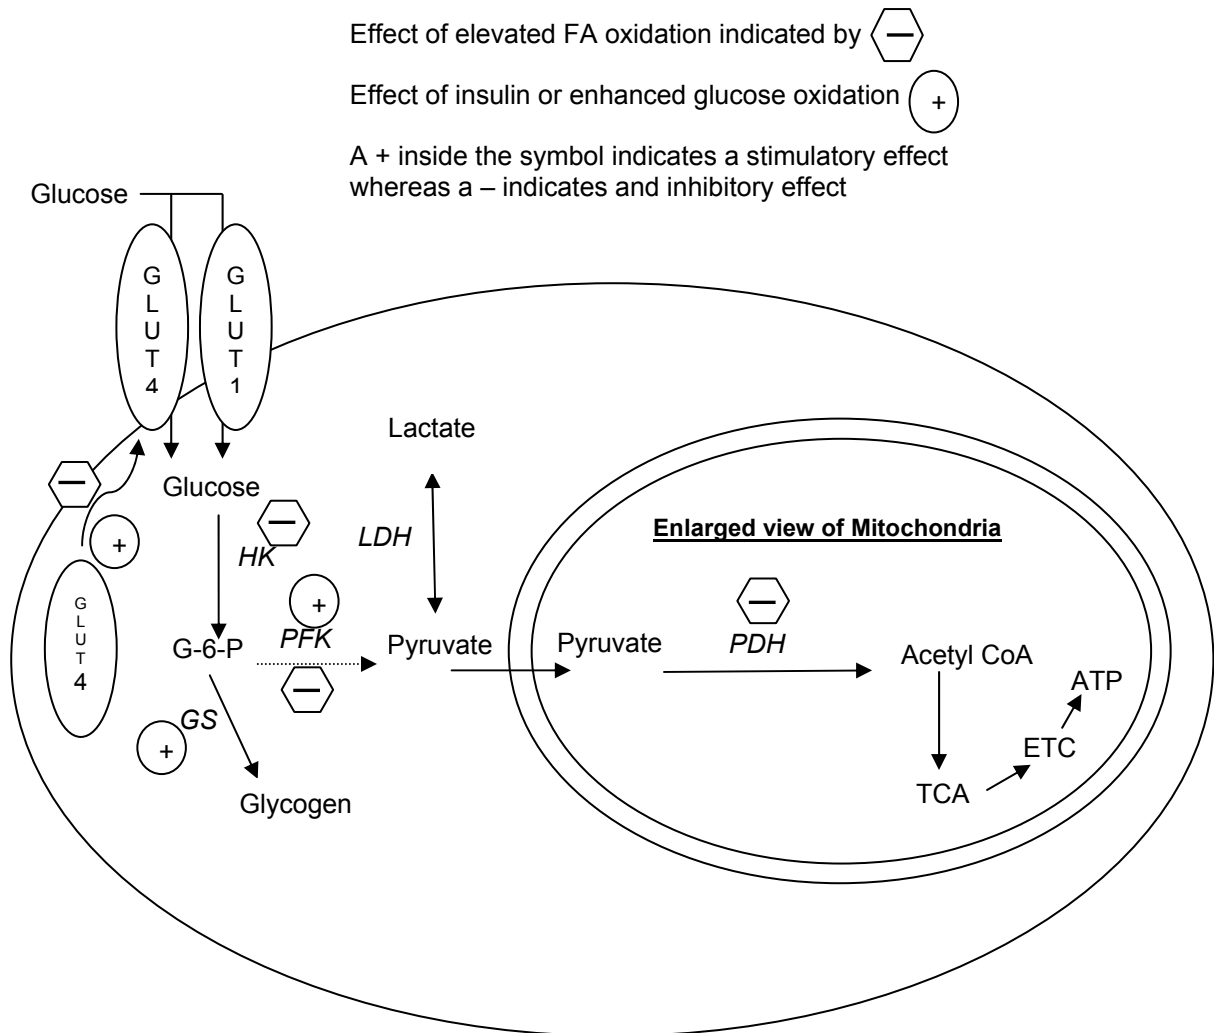 Effect of elevated FA oxidation indicated by −
Effect of insulin or enhanced glucose oxidation +
A + inside the symbol indicates a stimulatory effect
whereas a – indicates and inhibitory effect
Glucose
G
L
U
T
4
G
L
U
T
1
Lactate
−
Glucose
−
+
HK
LDH
Enlarged view of Mitochondria
G
L
U
T
4
+
PFK
−
G-6-P
Pyruvate
Pyruvate
−
PDH
Acetyl CoA
ATP
GS
+
ETC
TCA
Glycogen